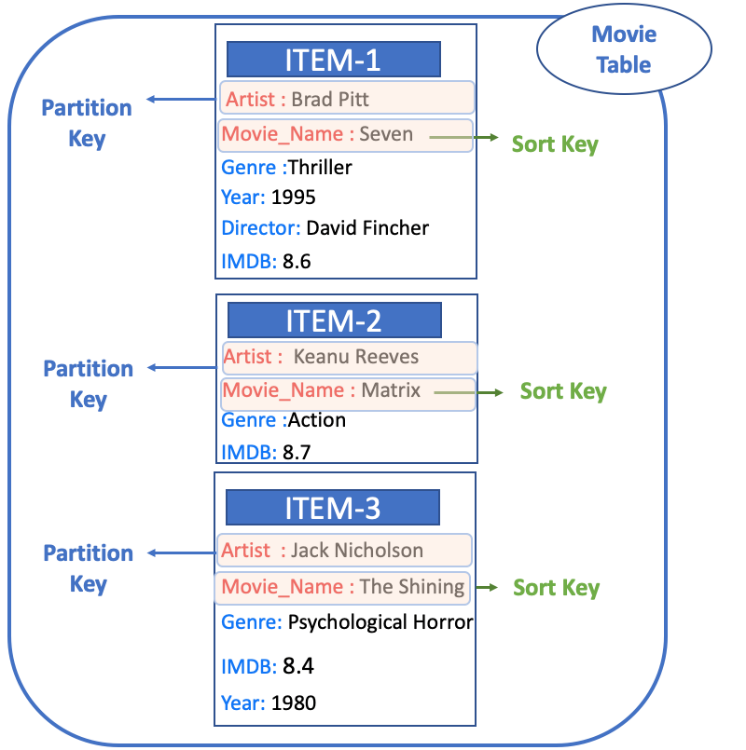 Movie
Table
ITEM-1
Partition
Key
Artist : Brad Pitt
Movie_Name : Seven
Sort Key
Genre :Thriller
Year: 1995
Director: David Fincher
IMDB: 8.6
ITEM-2
Partition
Key
Artist :  Keanu Reeves
Movie_Name : Matrix
Sort Key
Genre :Action
IMDB: 8.7
ITEM-3
Partition
Key
Artist  : Jack Nicholson
Movie_Name : The Shining
Sort Key
Genre: Psychological Horror
IMDB: 8.4
Year: 1980